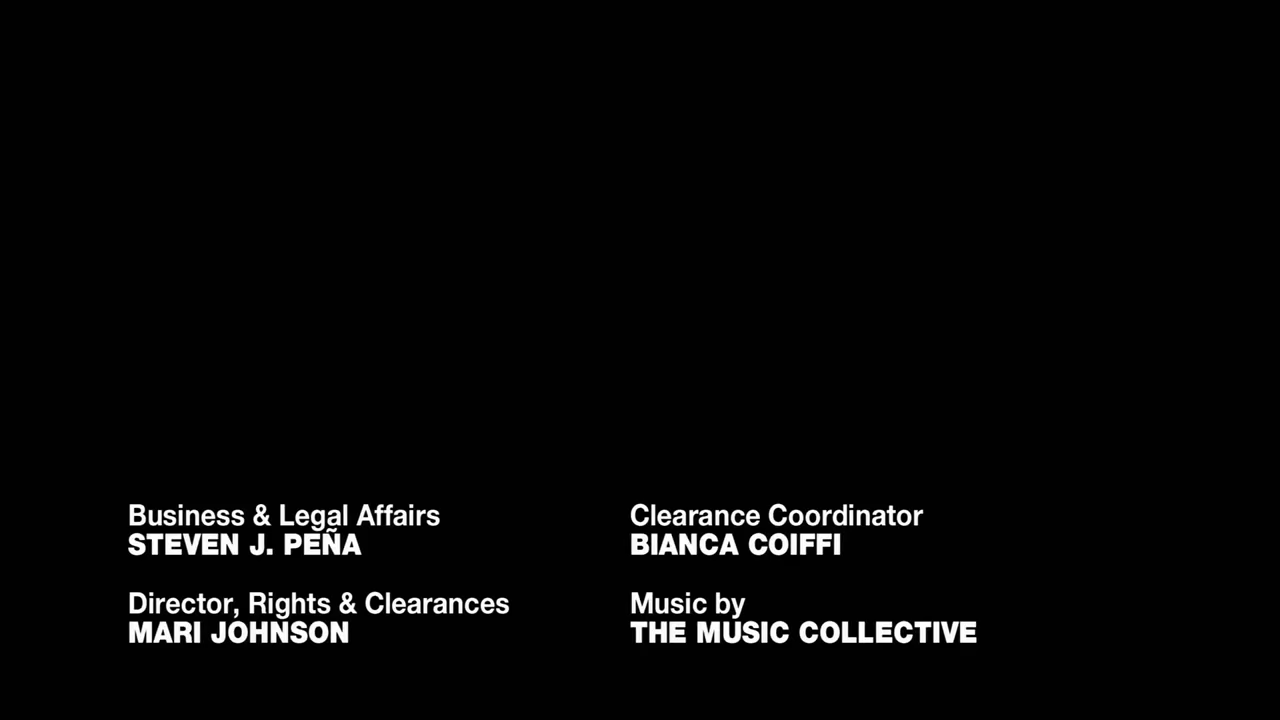 Business & Legal Affairs
STEVEN J. PEÑA
Director, Rights & Clearances
MARI JOHNSON
Clearance Coordinator
BIANCA COIFFI
Music by
THE MUSIC COLLECTIVE